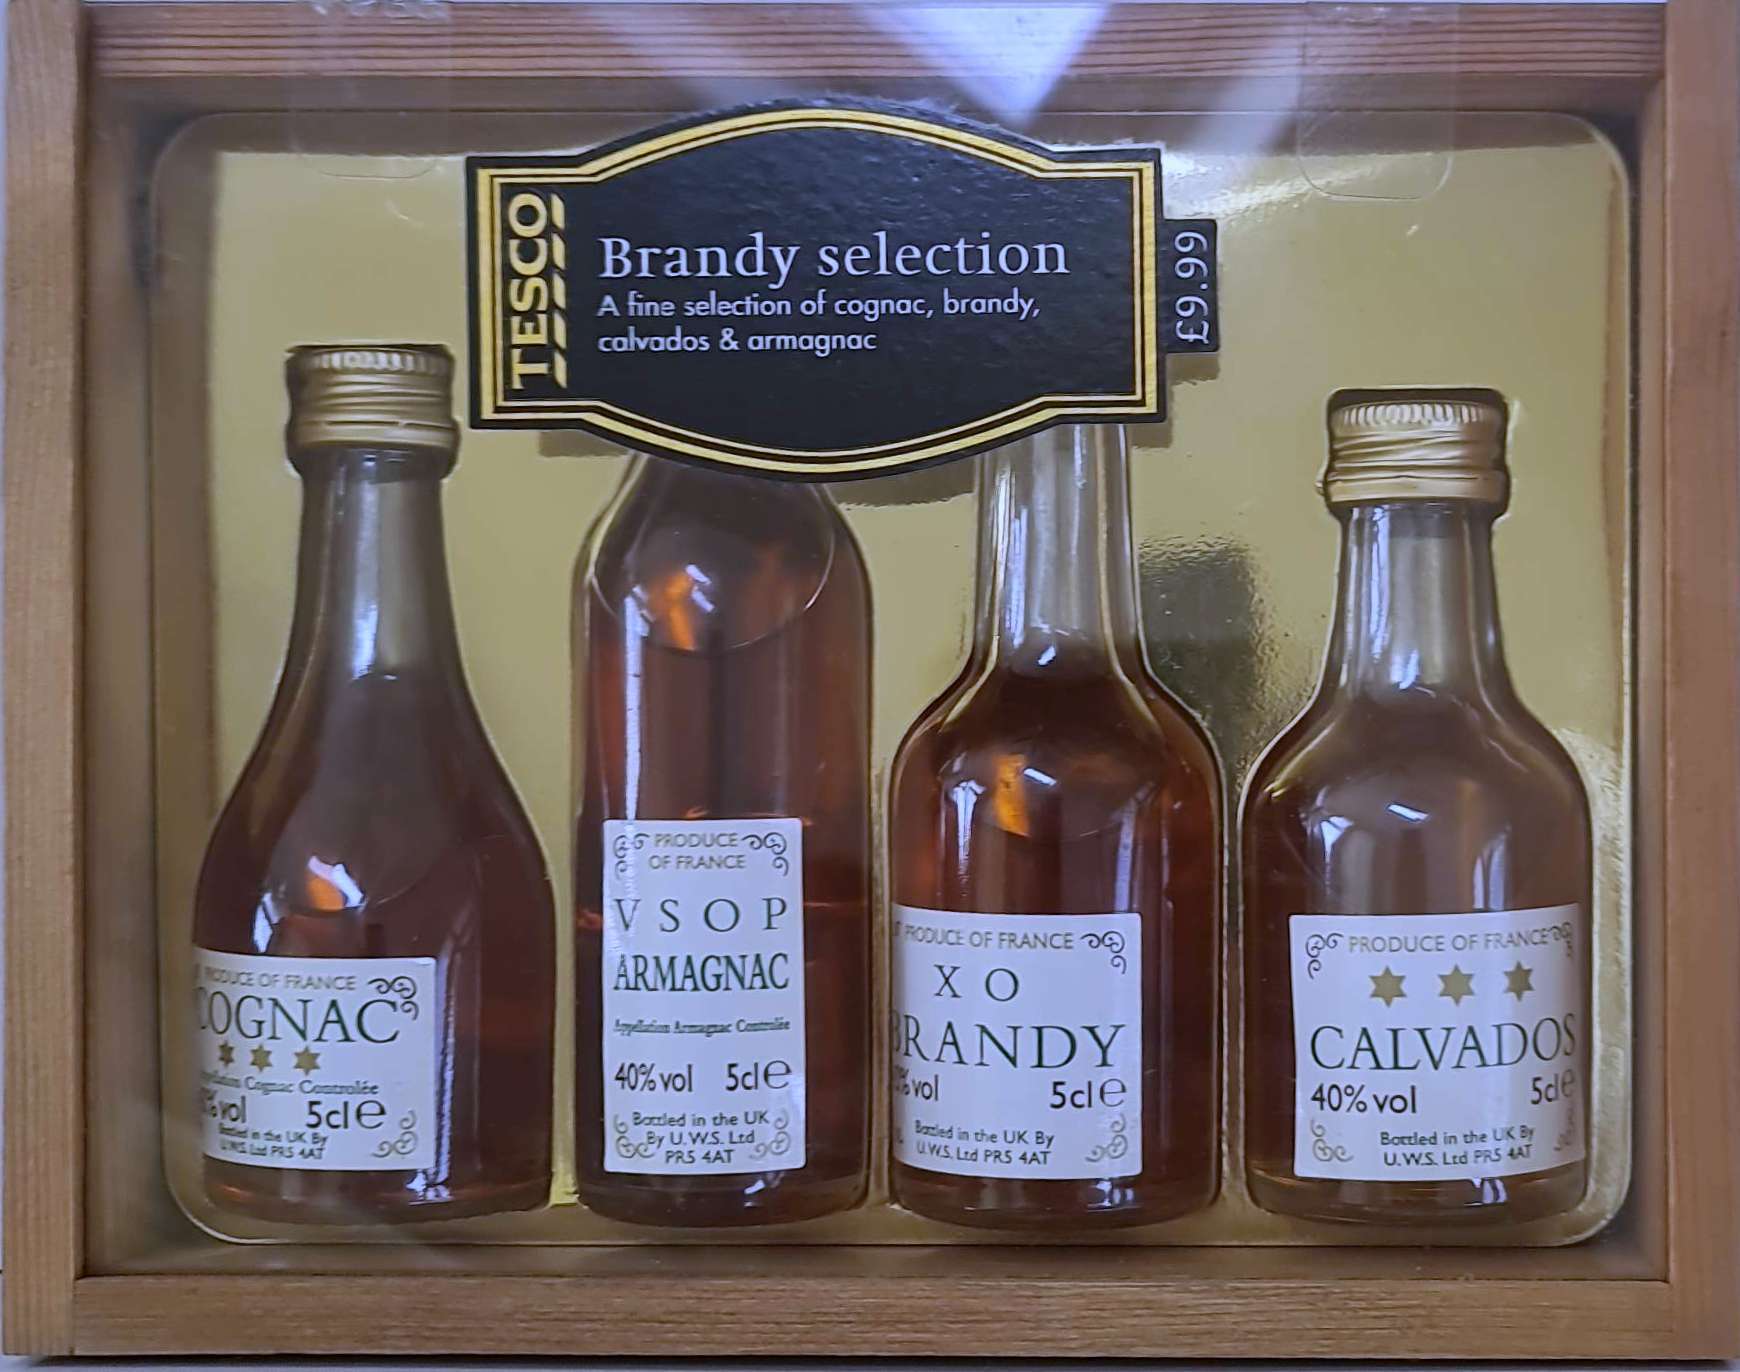 TESCO
Brandy selection
A fine selection of cognac, brandy,
calvados & armagnac
£9.99
PRODUCE OF FRANCE
COGNAC
Cognac Controlée
vol 5cl e
Bottled in the UK By
U.W.S. Ltd PR5 4AT
PRODUCE
OF FRANCE
VSOP
ARMAGNAC
Appellation Armagnac Controlée
40% vol 5cl e
Bottled in the UK
By U.W.S. Ltd
PR5 4AT
PRODUCE OF FRANCE
XO
BRANDY
% vol 5cl e
Bottled in the UK By
U.W.S. Ltd PR5 4AT
PRODUCE OF FRANCE
CALVADOS
40% vol 5cl e
Bottled in the UK By
U.W.S. Ltd PR5 4AT